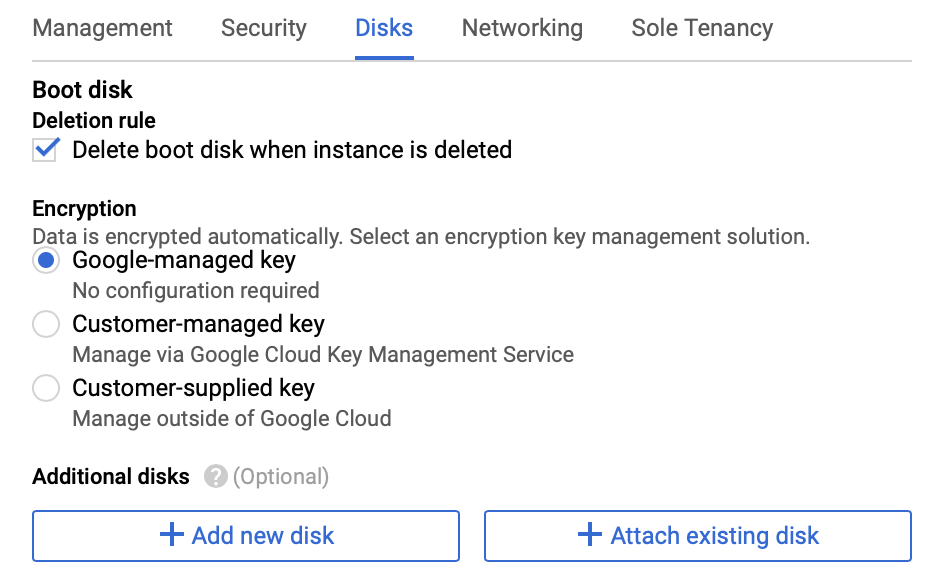 Management Security Disks Networking Sole Tenancy
Boot disk
Deletion rule
Delete boot disk when instance is deleted
Encryption
Data is encrypted automatically. Select an encryption key management solution.
Google-managed key
No configuration required
Customer-managed key
Manage via Google Cloud Key Management Service
Customer-supplied key
Manage outside of Google Cloud
Additional disks ? (Optional)
+ Add new disk + Attach existing disk